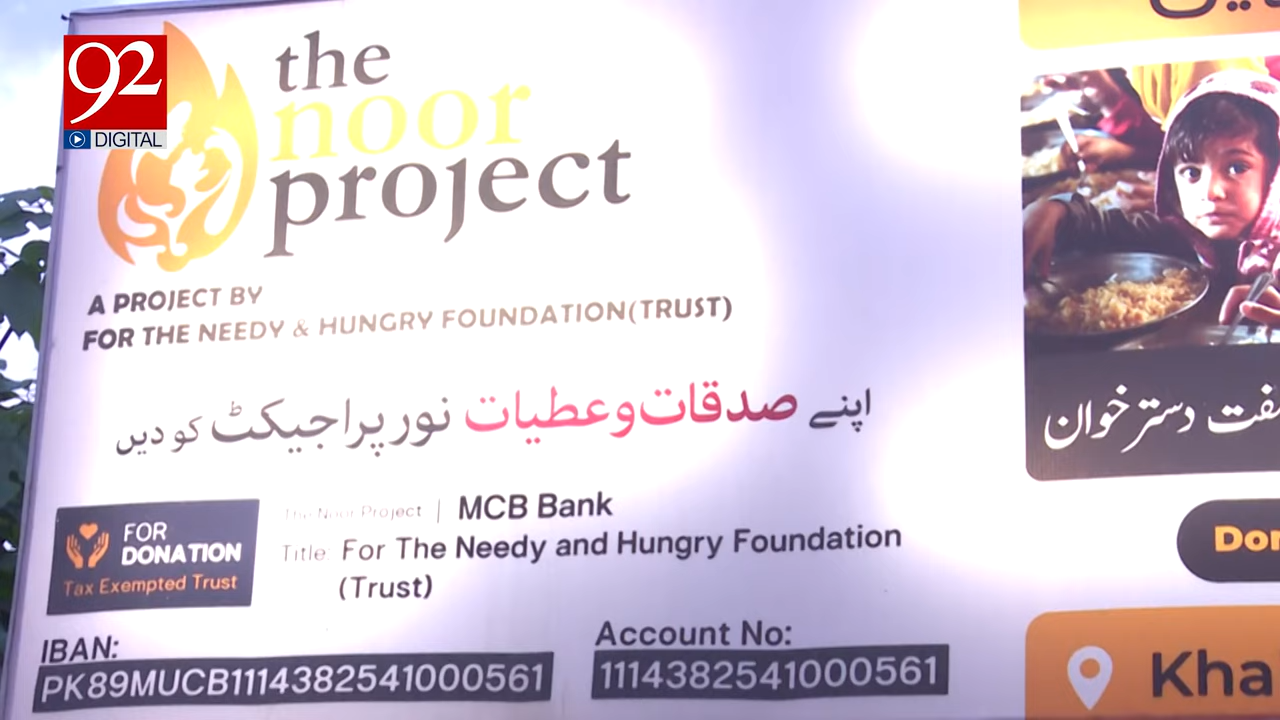 92
DIGITAL
the
noor
project
A PROJECT BY
FOR THE NEEDY & HUNGRY FOUNDATION(TRUST)
اپنے صدقات و عطیات نور پراجیکٹ کو دیں
FOR
DONATION
Tax Exempted Trust
The Noor Project | MCB Bank
Title: For The Needy and Hungry Foundation
(Trust)
IBAN:
PK89MUCB1114382541000561
Account No:
1114382541000561
دسترخوان